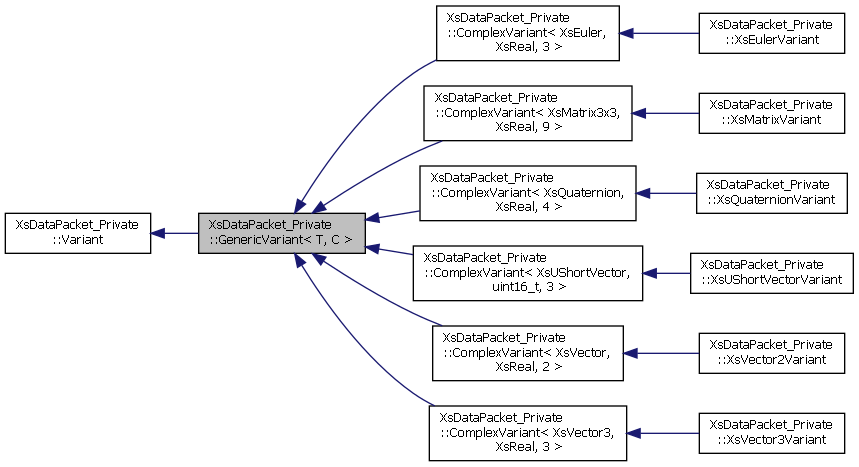 XsDataPacket_Private
::Variant
XsDataPacket_Private
::GenericVariant< T, C >
XsDataPacket_Private
::ComplexVariant< XsEuler,
XsReal, 3 >
XsDataPacket_Private
::XsEulerVariant
XsDataPacket_Private
::ComplexVariant< XsMatrix3x3,
XsReal, 9 >
XsDataPacket_Private
::XsMatrixVariant
XsDataPacket_Private
::ComplexVariant< XsQuaternion,
XsReal, 4 >
XsDataPacket_Private
::XsQuaternionVariant
XsDataPacket_Private
::ComplexVariant< XsUShortVector,
uint16_t, 3 >
XsDataPacket_Private
::XsUShortVectorVariant
XsDataPacket_Private
::ComplexVariant< XsVector,
XsReal, 2 >
XsDataPacket_Private
::XsVector2Variant
XsDataPacket_Private
::ComplexVariant< XsVector3,
XsReal, 3 >
XsDataPacket_Private
::XsVector3Variant